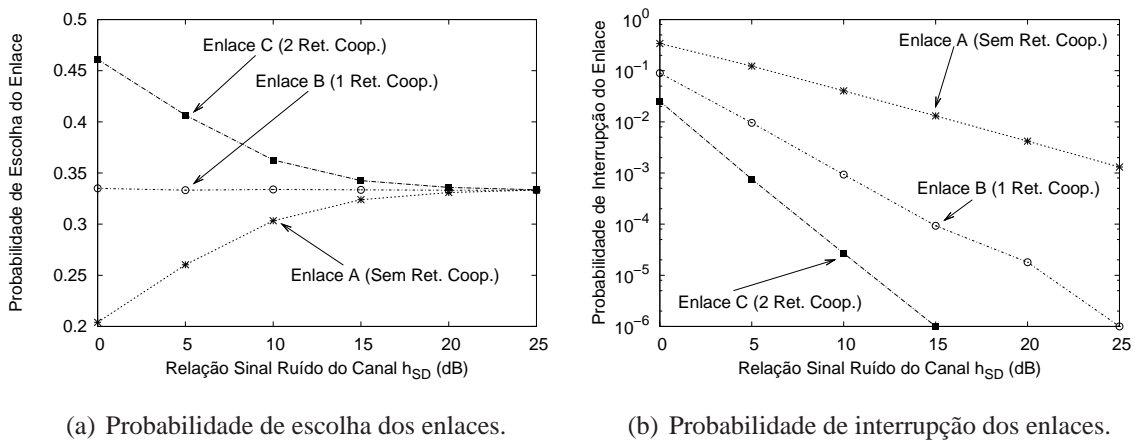 0.5
0.45
0.4
0.35
0.3
0.25
0.2
Probabilidade de Escolha do Enlace
Enlace C (2 Ret. Coop.)
Enlace B (1 Ret. Coop.)
Enlace A (Sem Ret. Coop.)
0 5 10 15 20 25
Relação Sinal Ruído do Canal hSD (dB)
(a) Probabilidade de escolha dos enlaces.
10^0
10^-1
10^-2
10^-3
10^-4
10^-5
10^-6
Probabilidade de Interrupção do Enlace
Enlace A (Sem Ret. Coop.)
Enlace B (1 Ret. Coop.)
Enlace C (2 Ret. Coop.)
0 5 10 15 20 25
Relação Sinal Ruído do Canal hSD (dB)
(b) Probabilidade de interrupção dos enlaces.